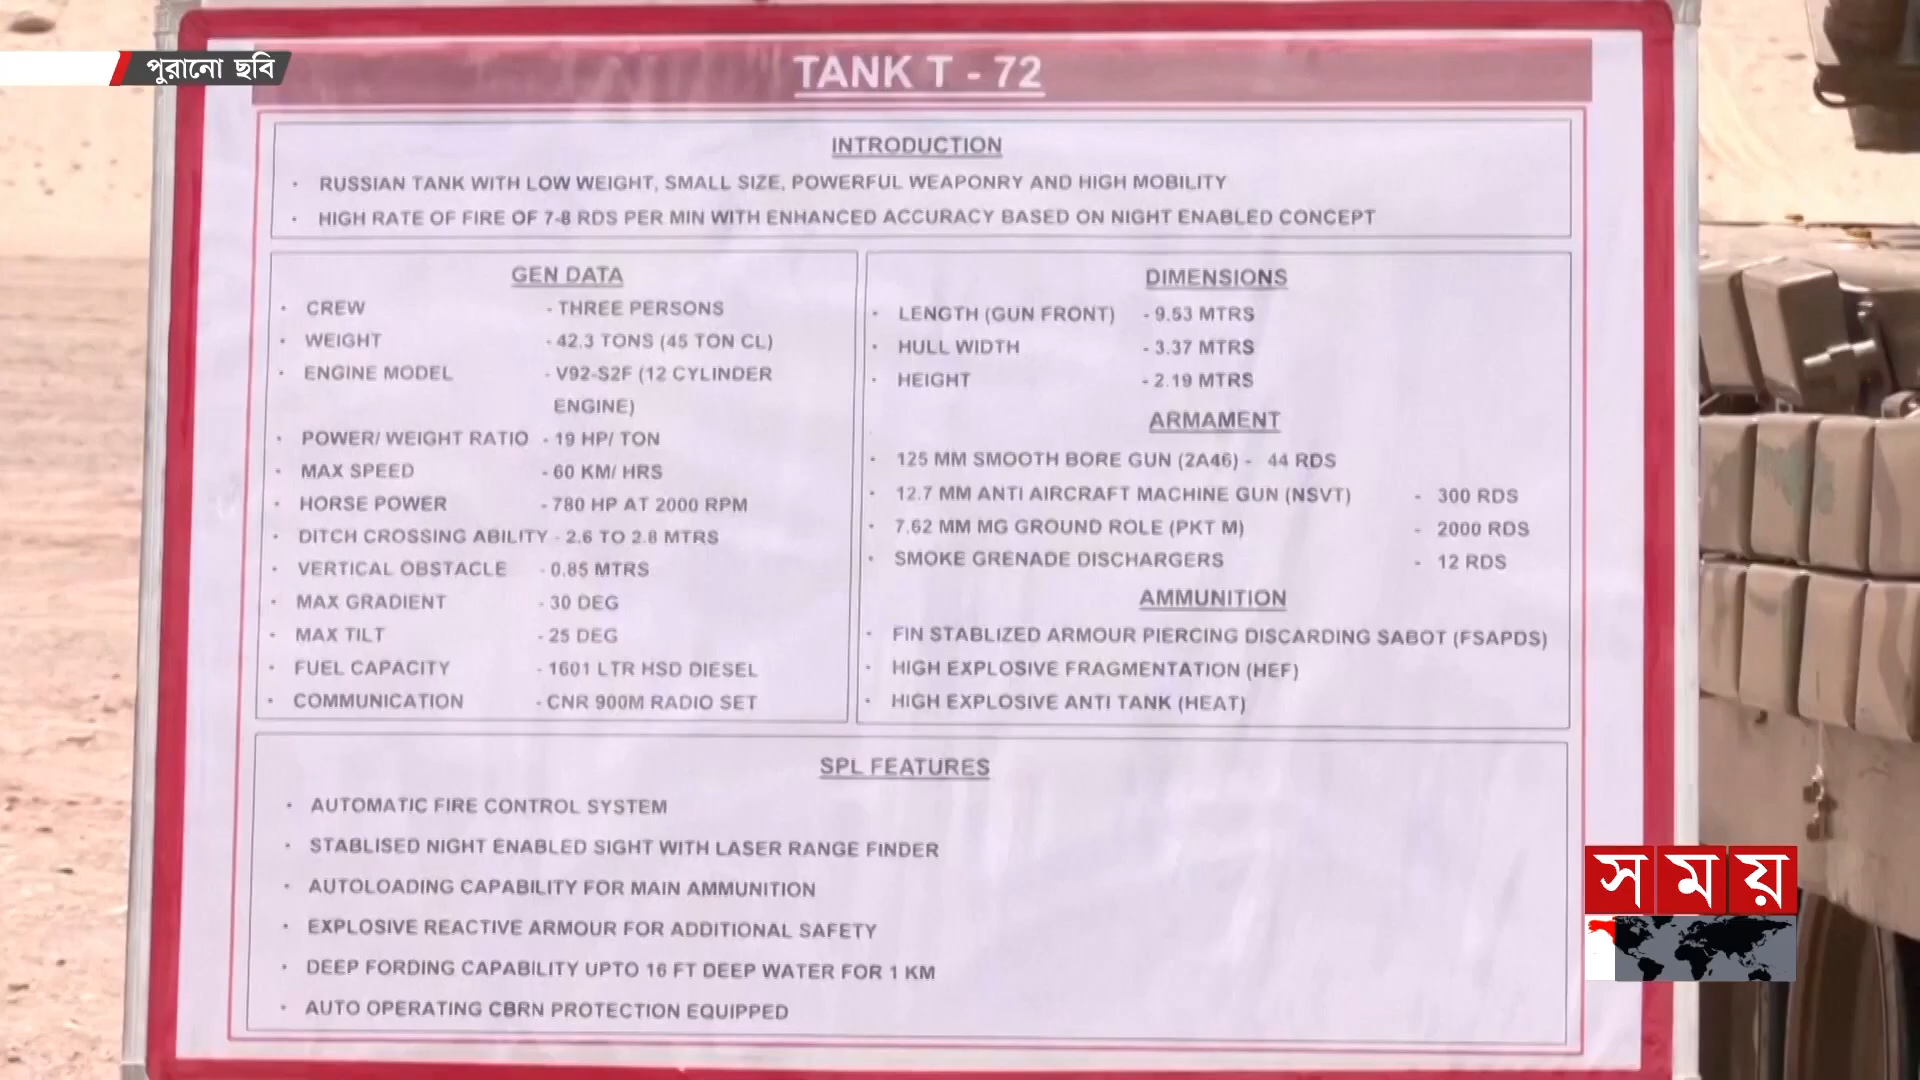 পুরানো ছবি
TANK T - 72
INTRODUCTION
· RUSSIAN TANK WITH LOW WEIGHT, SMALL SIZE, POWERFUL WEAPONRY AND HIGH MOBILITY
· HIGH RATE OF FIRE OF 7-8 RDS PER MIN WITH ENHANCED ACCURACY BASED ON NIGHT ENABLED CONCEPT
GEN DATA
· CREW - THREE PERSONS
· WEIGHT - 42.3 TONS (45 TON CL)
· ENGINE MODEL - V92-S2F (12 CYLINDER
ENGINE)
· POWER/ WEIGHT RATIO - 19 HP/ TON
· MAX SPEED - 60 KM/ HRS
· HORSE POWER - 780 HP AT 2000 RPM
· DITCH CROSSING ABILITY - 2.6 TO 2.8 MTRS
· VERTICAL OBSTACLE - 0.85 MTRS
· MAX GRADIENT - 30 DEG
· MAX TILT - 25 DEG
· FUEL CAPACITY - 1601 LTR HSD DIESEL
· COMMUNICATION - CNR 900M RADIO SET
DIMENSIONS
· LENGTH (GUN FRONT) - 9.53 MTRS
· HULL WIDTH - 3.37 MTRS
· HEIGHT - 2.19 MTRS
ARMAMENT
· 125 MM SMOOTH BORE GUN (2A46) - 44 RDS
· 12.7 MM ANTI AIRCRAFT MACHINE GUN (NSVT) - 300 RDS
· 7.62 MM MG GROUND ROLE (PKT M) - 2000 RDS
· SMOKE GRENADE DISCHARGERS - 12 RDS
AMMUNITION
· FIN STABLIZED ARMOUR PIERCING DISCARDING SABOT (FSAPDS)
· HIGH EXPLOSIVE FRAGMENTATION (HEF)
· HIGH EXPLOSIVE ANTI TANK (HEAT)
SPL FEATURES
· AUTOMATIC FIRE CONTROL SYSTEM
· STABLISED NIGHT ENABLED SIGHT WITH LASER RANGE FINDER
· AUTOLOADING CAPABILITY FOR MAIN AMMUNITION
· EXPLOSIVE REACTIVE ARMOUR FOR ADDITIONAL SAFETY
· DEEP FORDING CAPABILITY UPTO 16 FT DEEP WATER FOR 1 KM
· AUTO OPERATING CBRN PROTECTION EQUIPPED
সময়